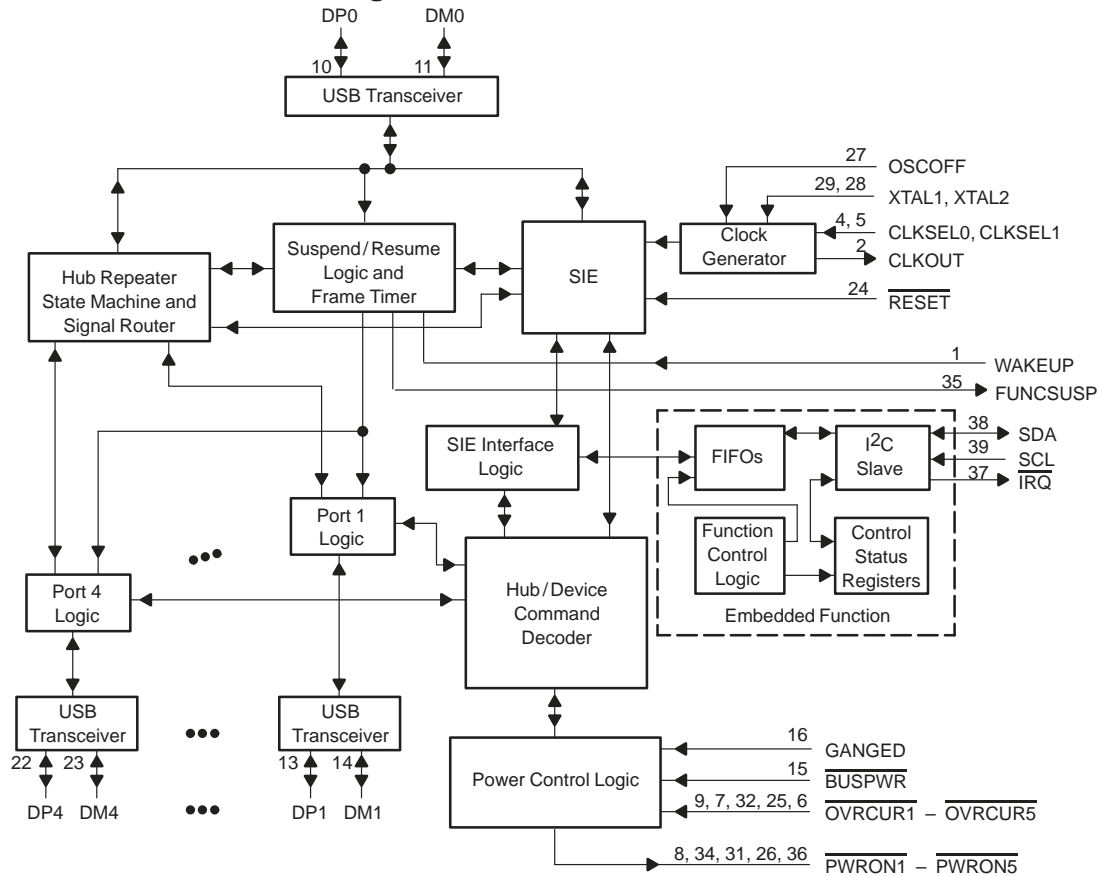 DP0 DM0
10 11
USB Transceiver
27 OSCOFF
29, 28 XTAL1, XTAL2
4, 5 CLKSEL0, CLKSEL1
2 CLKOUT
Clock
Generator
24 RESET
Hub Repeater
State Machine and
Signal Router
Suspend/Resume
Logic and
Frame Timer
SIE
1 WAKEUP
35 FUNCSUSP
SIE Interface
Logic
FIFOs
I2C
Slave
38 SDA
39 SCL
37 IRQ
Function
Control
Logic
Control
Status
Registers
Embedded Function
Port 1
Logic
Port 4
Logic
Hub/Device
Command
Decoder
USB
Transceiver
USB
Transceiver
22 23
13 14
DP4 DM4
DP1 DM1
Power Control Logic
16 GANGED
15 BUSPWR
9, 7, 32, 25, 6 OVRCUR1 – OVRCUR5
8, 34, 31, 26, 36 PWRON1 – PWRON5